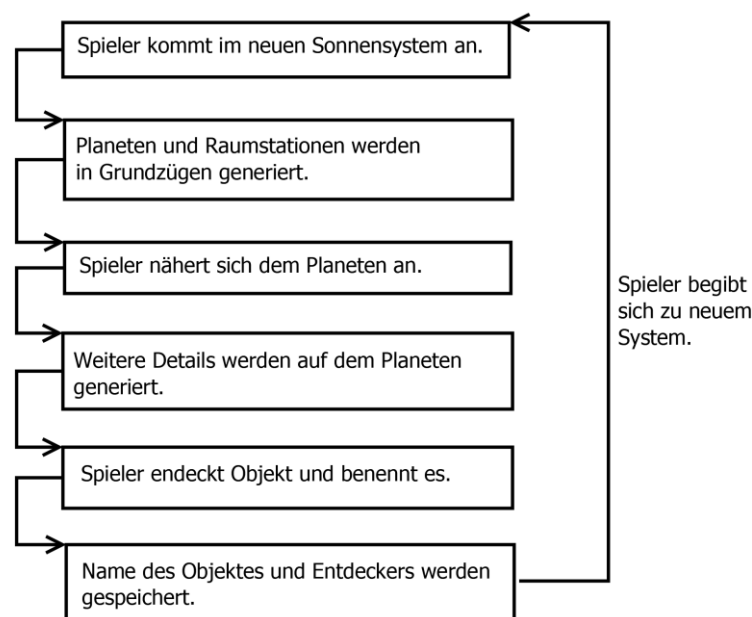 Spieler kommt im neuen Sonnensystem an.
Planeten und Raumstationen werden
in Grundzügen generiert.
Spieler nähert sich dem Planeten an.
Weitere Details werden auf dem Planeten
generiert.
Spieler endeckt Objekt und benennt es.
Name des Objektes und Entdeckers werden
gespeichert.
Spieler begibt
sich zu neuem
System.